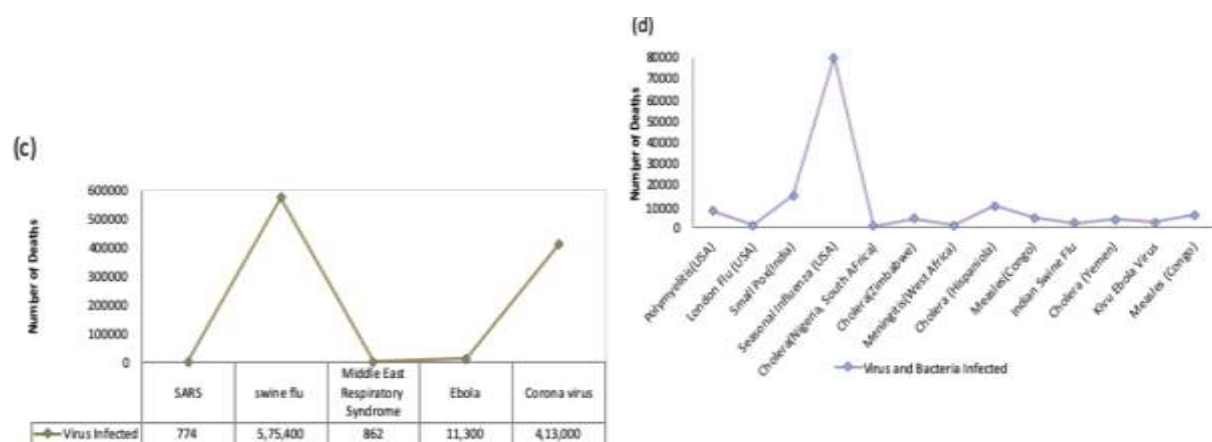 (c)
Number of Deaths
600000
500000
400000
300000
200000
100000
0
SARS
swine flu
Middle East
Respiratory
Syndrome
Ebola
Corona virus
Virus Infected 774 5,75,400 862 11,300 4,13,000
(d)
Number of Deaths
80000
70000
60000
50000
40000
30000
20000
10000
0
Polymyelitis(USA)
London Flu (USA)
Small Pox(India)
Seasonal Influenza (USA)
Cholera(Nigeria, South AFrica)
Cholera(Zimbabwe)
Meningitis(West Africa)
Cholera (Hispaniola)
Measles(Congo)
Indian Swine Flu
Cholera (Yemen)
Kivu Ebola Virus
Measles (Congo)
Virus and Bacteria Infected